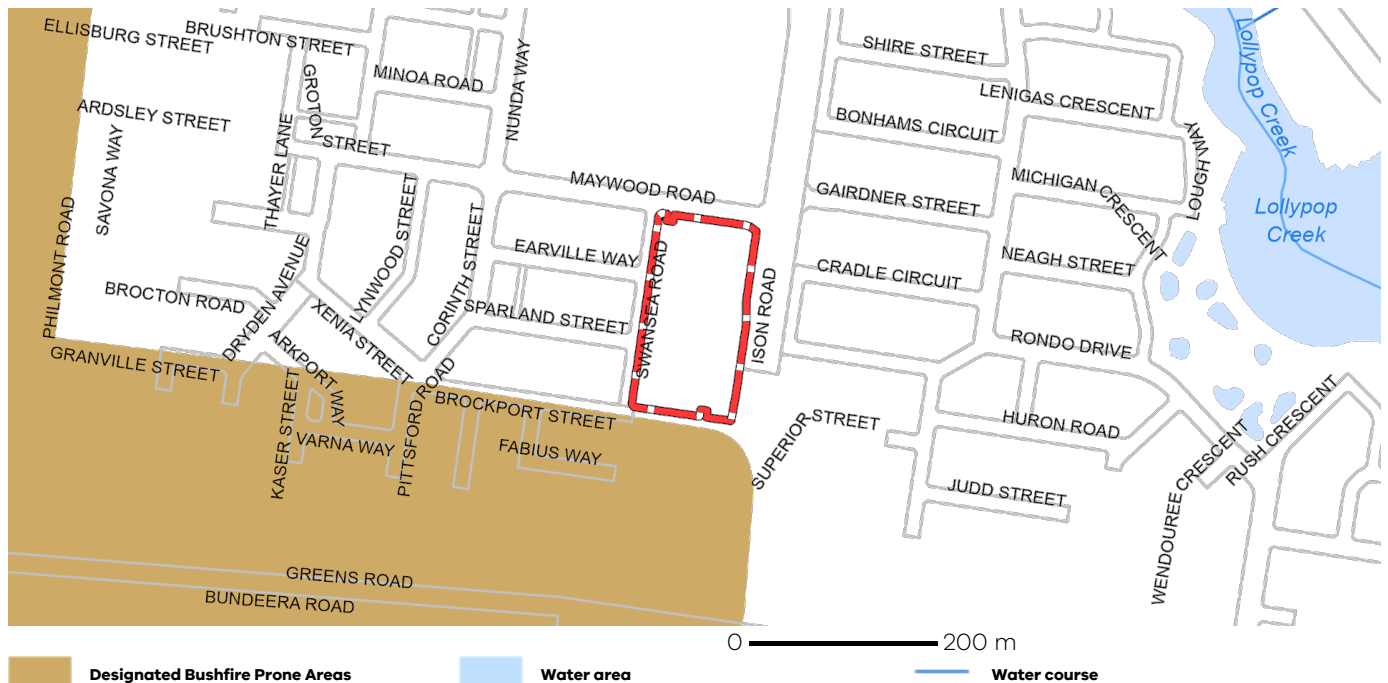 ELLISBURG STREET
BRUSHTON STREET
MINOA ROAD
NUNDA WAY
SHIRE STREET
LENIGAS CRESCENT
Lollypop Creek
ARDSLEY STREET
GROTON
STREET
BONHAMS CIRCUIT
LOUGH WAY
SAVONA WAY
THAYER LANE
MAYWOOD ROAD
GAIRDNER STREET
MICHIGAN
CRESCENT
Lollypop
Creek
PHILMONT ROAD
LYNWOOD STREET
CORINTH STREET
EARVILLE WAY
SWANSEA ROAD
ISON ROAD
CRADLE CIRCUIT
NEAGH STREET
BROCTON ROAD
DRYDEN AVENUE
XENIA STREET
SPARLAND STREET
RONDO DRIVE
GRANVILLE STREET
ARKPORT WAY
KASER STREET
PITTSFORD ROAD
BROCKPORT STREET
SUPERIOR STREET
HURON ROAD
RUSH CRESCENT
VARNA WAY
FABIUS WAY
JUDD STREET
WENDOUREE CRESCENT
GREENS ROAD
BUNDEERA ROAD
0 200 m
Designated Bushfire Prone Areas
Water area
Water course